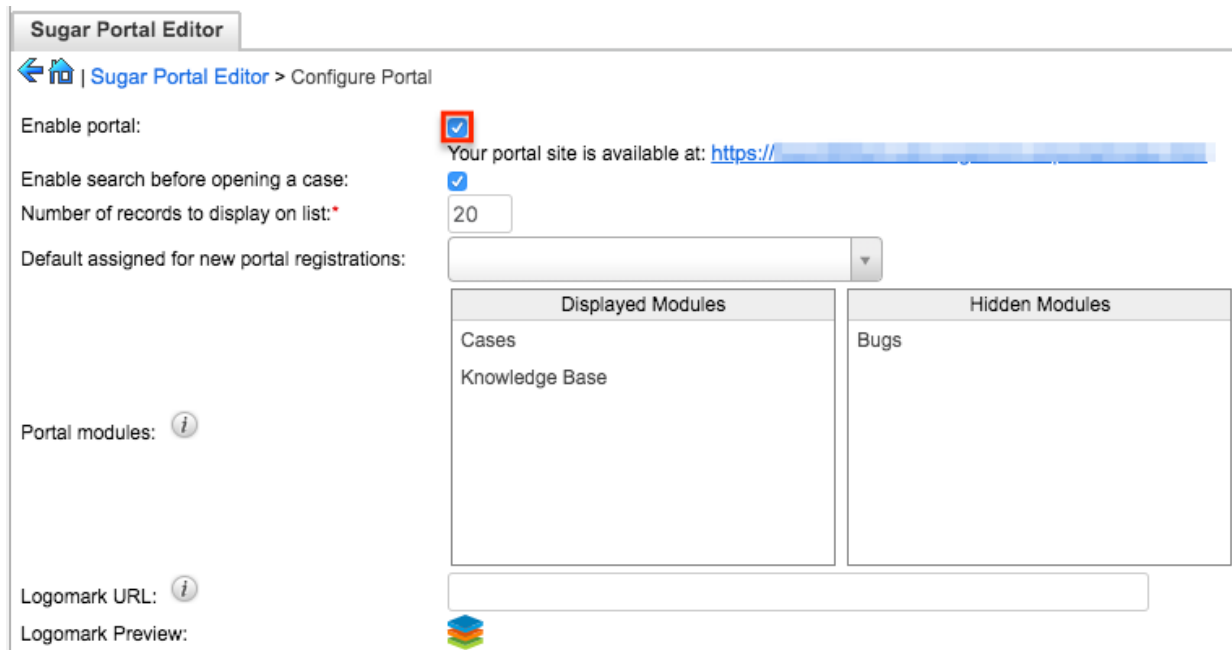 Sugar Portal Editor
| Sugar Portal Editor > Configure Portal
Enable portal:
Your portal site is available at: https://
Enable search before opening a case:
Number of records to display on list:*
20
Default assigned for new portal registrations:
Displayed Modules
Hidden Modules
Cases
Bugs
Knowledge Base
Portal modules: i
Logomark URL: i
Logomark Preview: